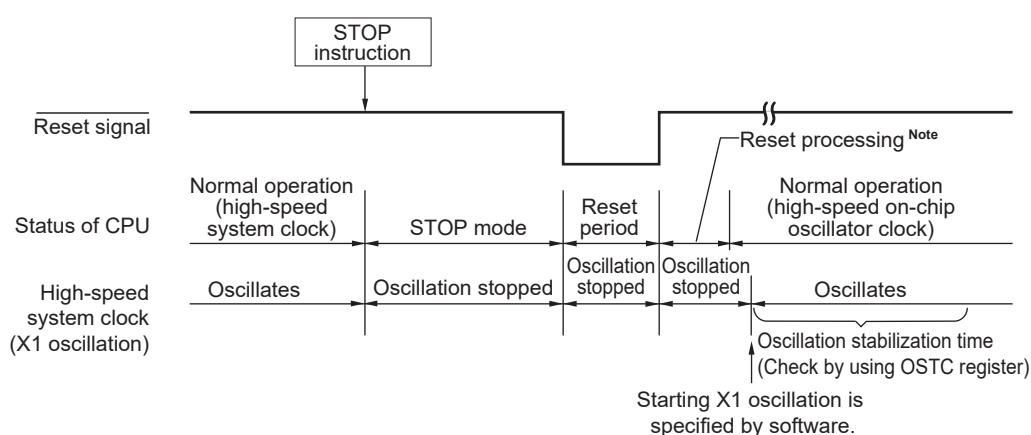 STOP
instruction
Reset signal
Reset processing Note
Status of CPU
Normal operation
(high-speed
system clock)
STOP mode
Reset
period
Normal operation
(high-speed on-chip
oscillator clock)
High-speed
system clock
(X1 oscillation)
Oscillates
Oscillation stopped
Oscillation
stopped
Oscillation
stopped
Oscillates
Oscillation stabilization time
(Check by using OSTC register)
Starting X1 oscillation is
specified by software.